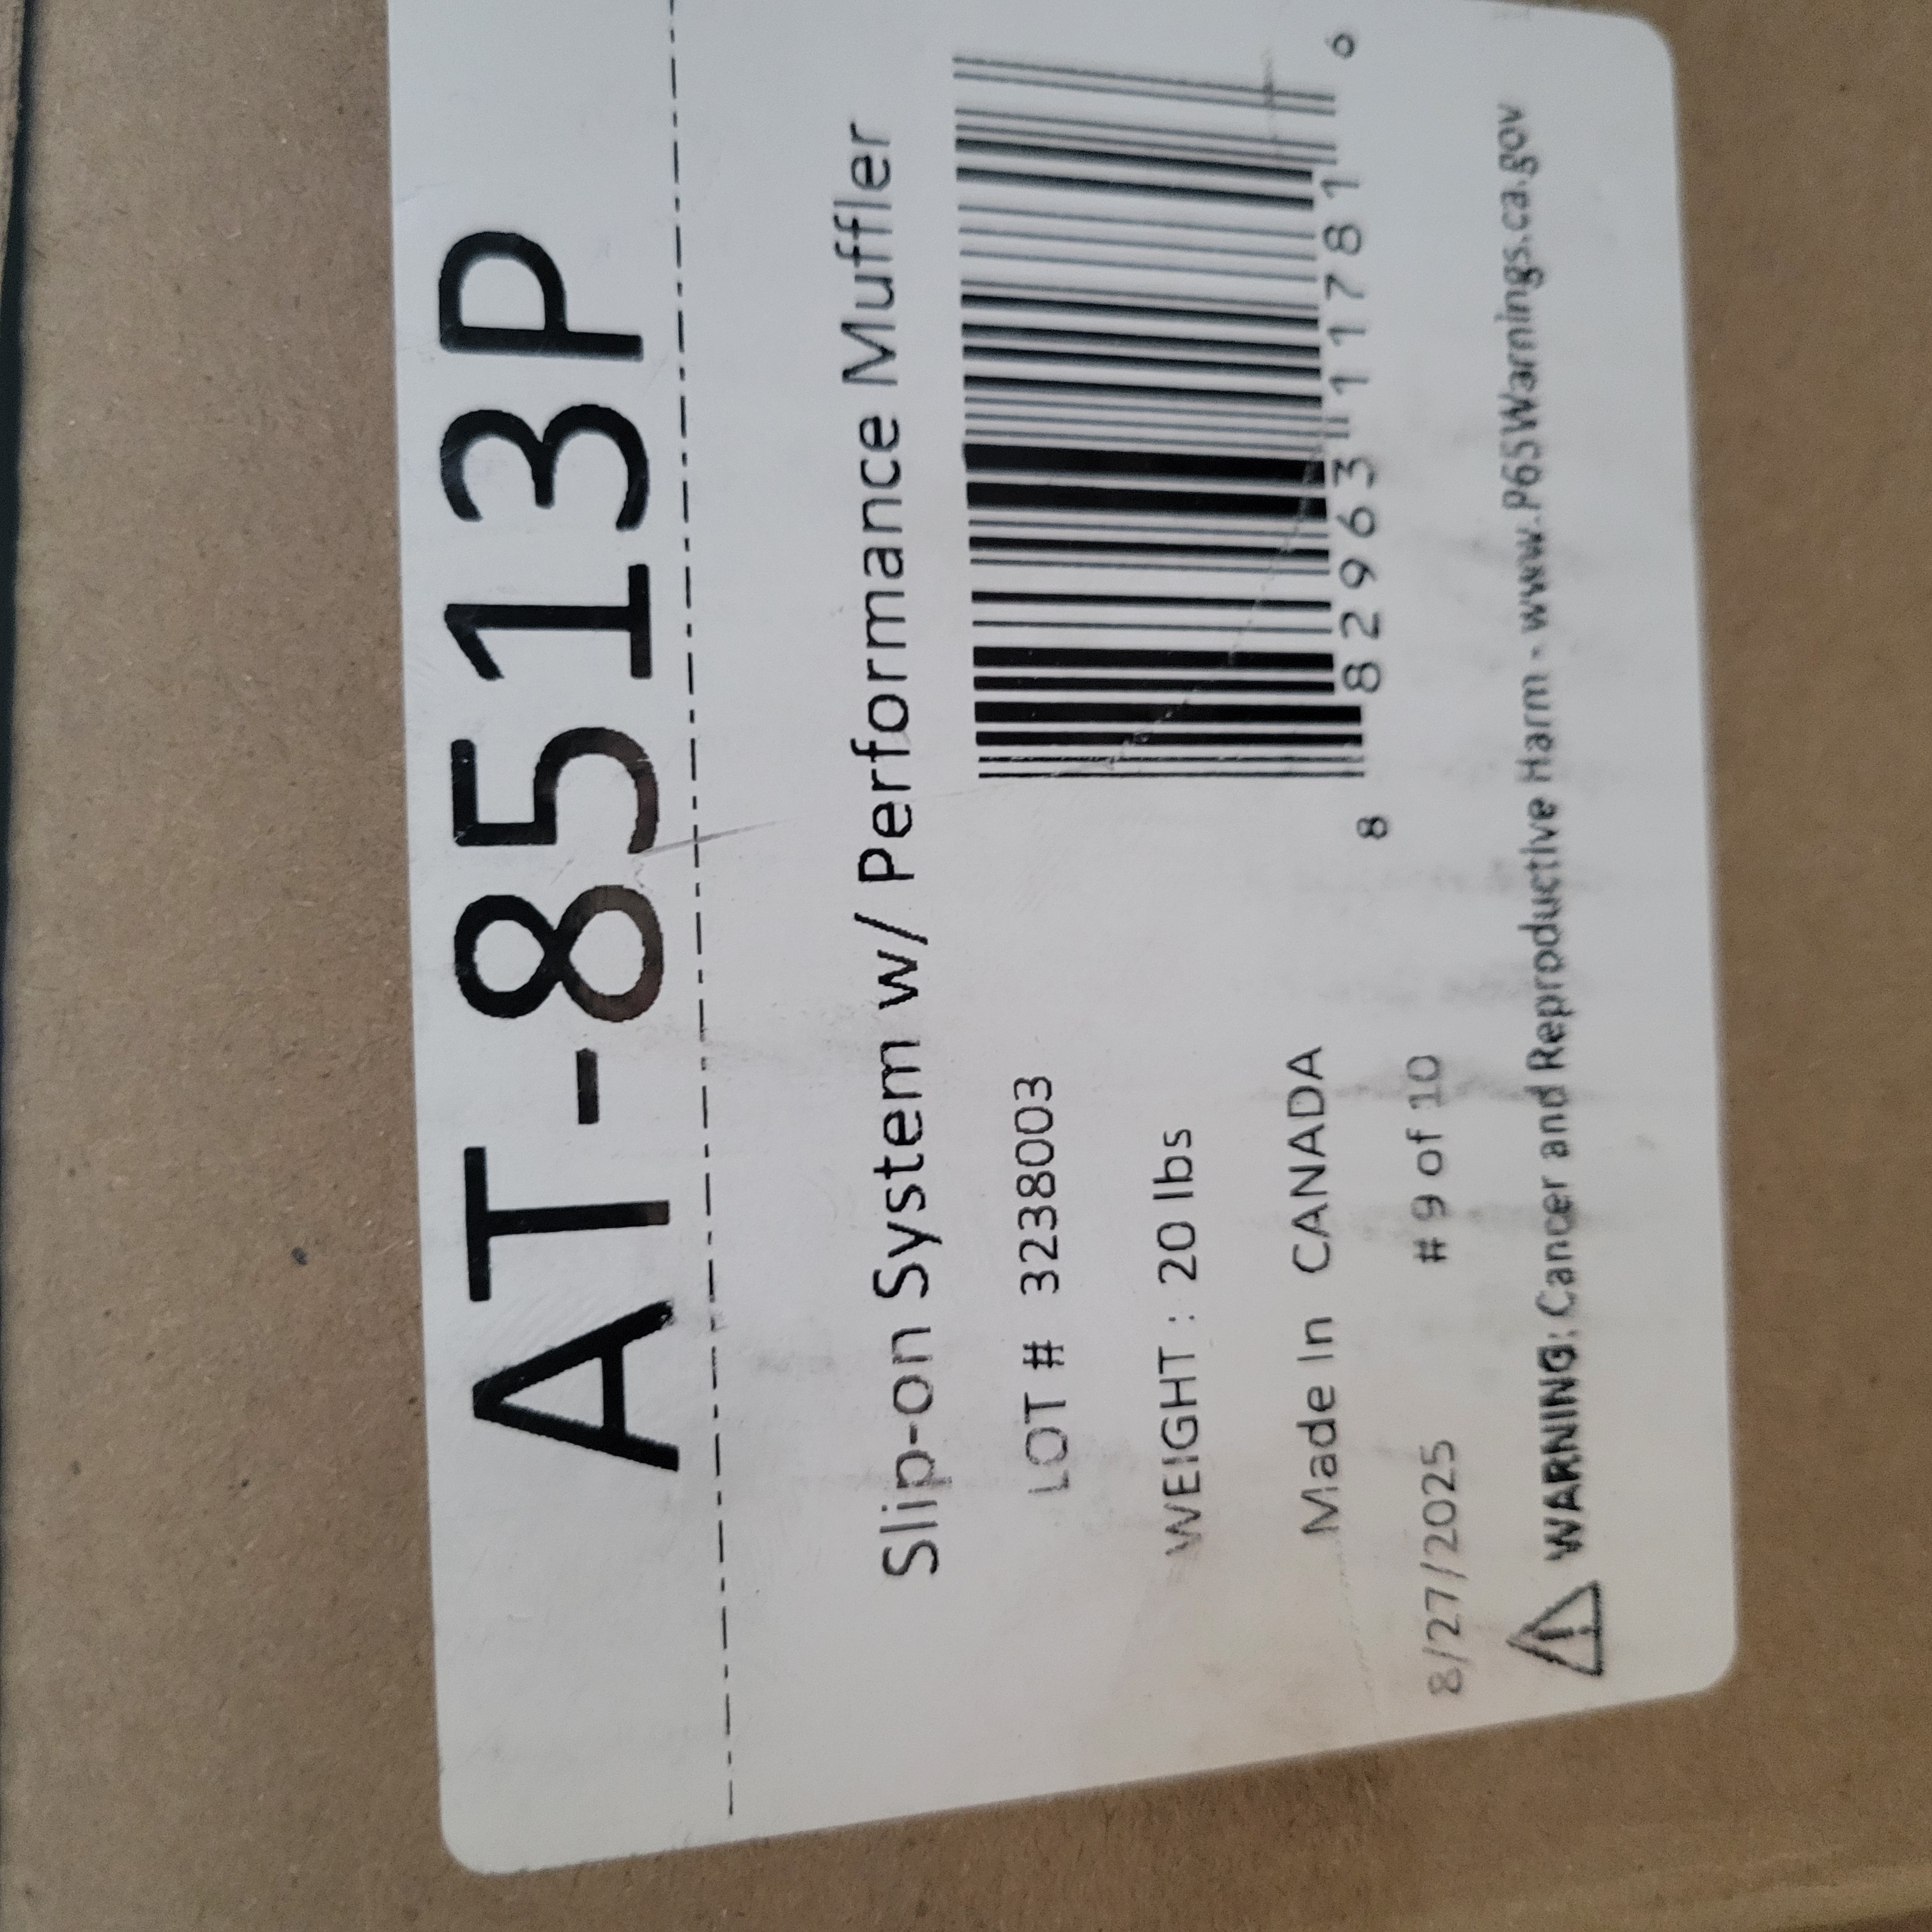 AT-8513P
Slip-on System w/ Performance Muffler
LOT # 3238003
WEIGHT : 20 lbs
Made In CANADA
8/27/2025 # 9 of 10
8 82963 11781 6
⚠ WARNING: Cancer and Reproductive Harm - www.P65Warnings.ca.gov